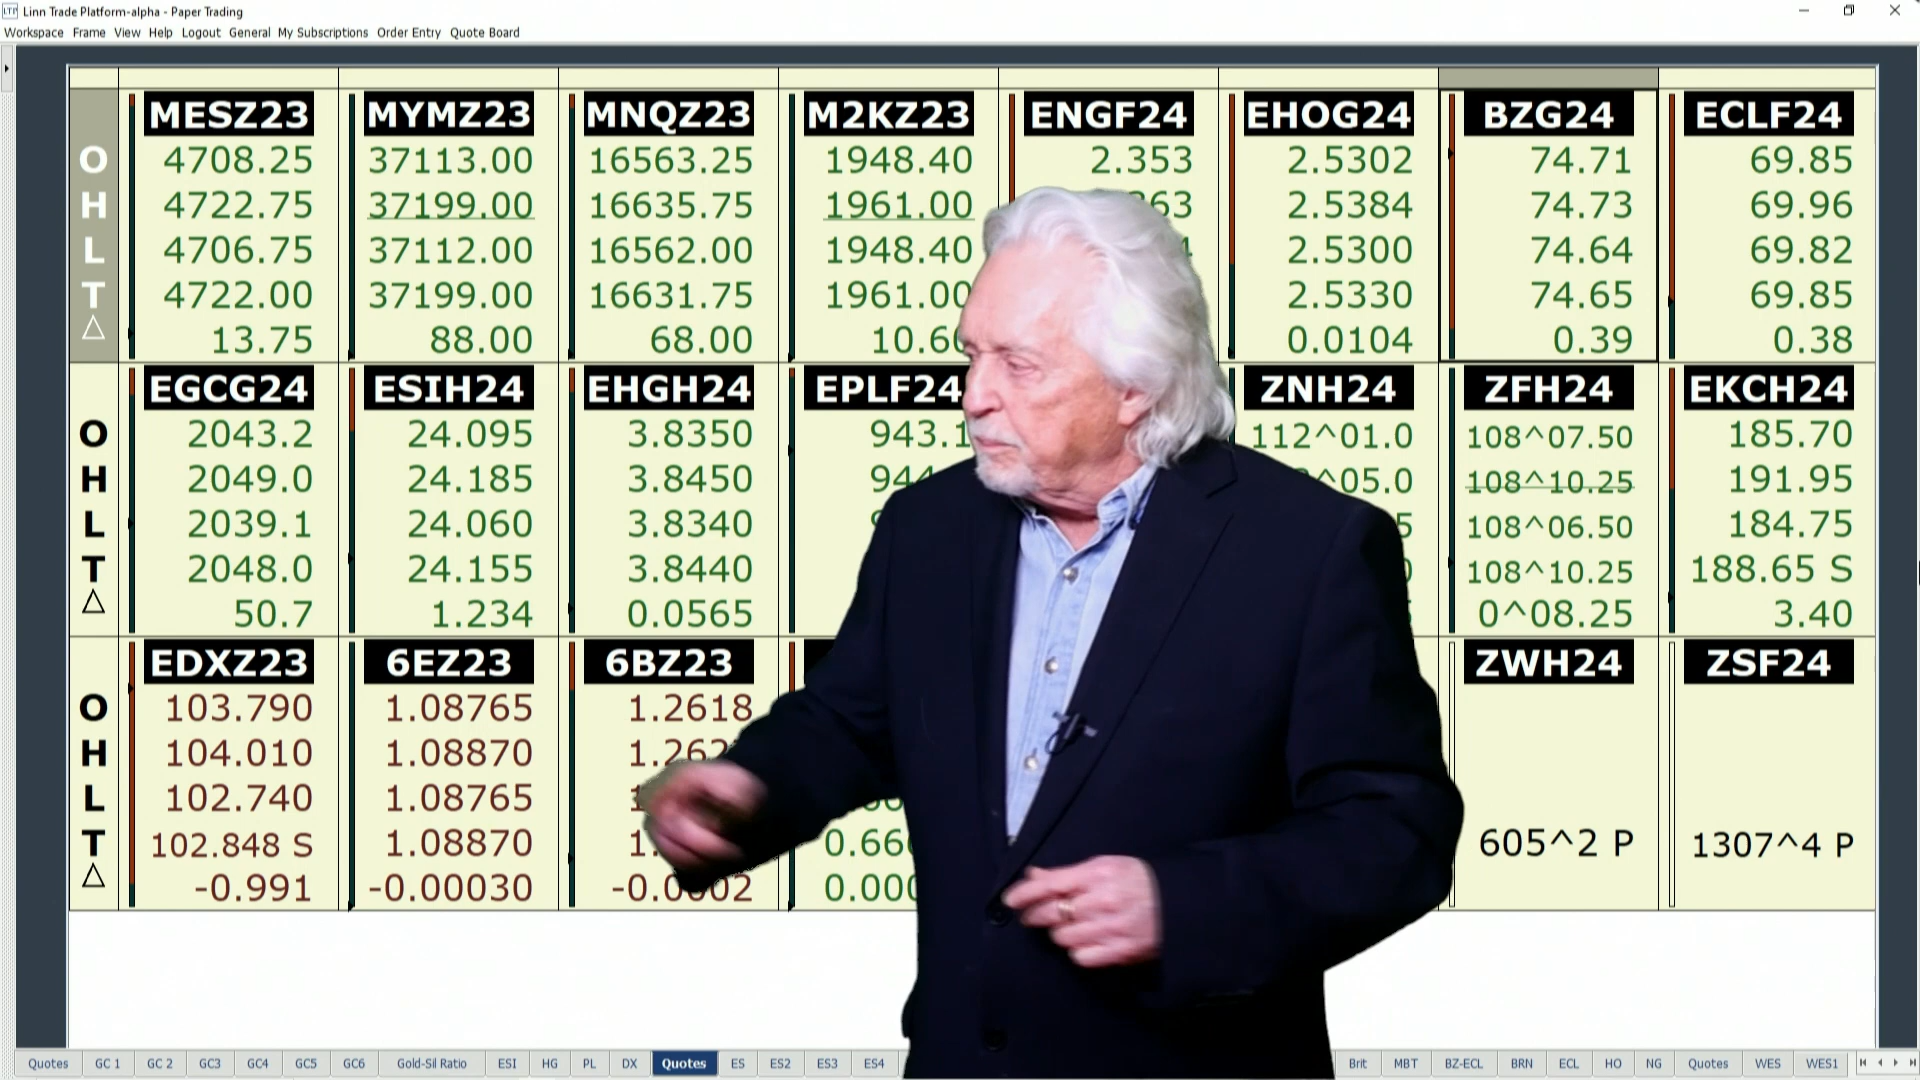 Linn Trade Platform-alpha - Paper Trading
Workspace Frame View Help Logout General My Subscriptions Order Entry Quote Board
MESZ23 MYMZ23 MNQZ23 M2KZ23 ENGF24 EHOG24 BZG24 ECLF24
O 4708.25 37113.00 16563.25 1948.40 2.353 2.5302 74.71 69.85
H 4722.75 37199.00 16635.75 1961.00 2.5384 74.73 69.96
L 4706.75 37112.00 16562.00 1948.40 2.5300 74.64 69.82
T 4722.00 37199.00 16631.75 1961.00 2.5330 74.65 69.85
△ 13.75 88.00 68.00 0.0104 0.39 0.38
EGCG24 ESIH24 EHGH24 EPLF24 ZNH24 ZFH24 EKCH24
O 2043.2 24.095 3.8350 943.1 112^01.0 108^07.50 185.70
H 2049.0 24.185 3.8450 108^10.25 191.95
L 2039.1 24.060 3.8340 108^06.50 184.75
T 2048.0 24.155 3.8440 108^10.25 188.65 S
△ 50.7 1.234 0.0565 0^08.25 3.40
EDXZ23 6EZ23 6BZ23 ZWH24 ZSF24
O 103.790 1.08765 1.2618
H 104.010 1.08870
L 102.740 1.08765
T 102.848 S 1.08870 605^2 P 1307^4 P
△ -0.991 -0.00030 -0.0002
Quotes GC 1 GC 2 GC3 GC4 GC5 GC6 Gold-Sil Ratio ESI HG PL DX Quotes ES ES2 ES3 ES4 Brit MBT BZ-ECL BRN ECL HO NG Quotes WES WES1